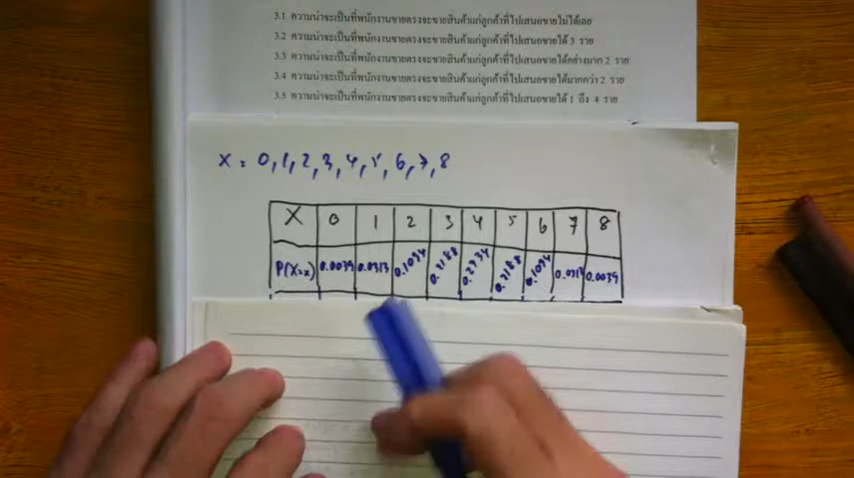 3.1 ความน่าจะเป็นที่พนักงานขายตรงจะขายสินค้าแก่ลูกค้าที่ไปเสนอขายไม่ได้เลย
3.2 ความน่าจะเป็นที่พนักงานขายตรงจะขายสินค้าแก่ลูกค้าที่ไปเสนอขายได้ 3 ราย
3.3 ความน่าจะเป็นที่พนักงานขายตรงจะขายสินค้าแก่ลูกค้าที่ไปเสนอขายได้อย่างมาก 2 ราย
3.4 ความน่าจะเป็นที่พนักงานขายตรงจะขายสินค้าแก่ลูกค้าที่ไปเสนอขายได้มากกว่า 2 ราย
3.5 ความน่าจะเป็นที่พนักงานขายตรงจะขายสินค้าแก่ลูกค้าที่ไปเสนอขายได้ 1 ถึง 4 ราย
X = 0,1,2,3,4,5,6,7,8
X 0 1 2 3 4 5 6 7 8
P(X=x) 0.0039 0.0313 0.1094 0.2188 0.2734 0.2188 0.1094 0.0313 0.0039